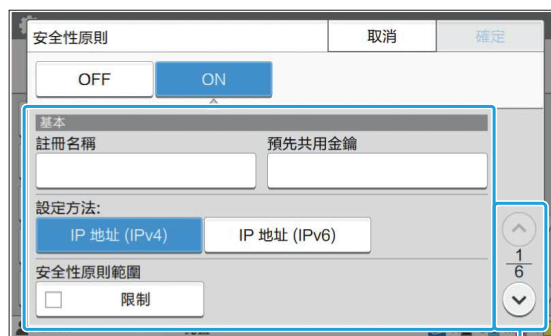 安全性原則 取消 確定
OFF ON
基本
註冊名稱 預先共用金鑰
設定方法:
IP 地址 (IPv4) IP 地址 (IPv6)
1
6
安全性原則範圍
限制